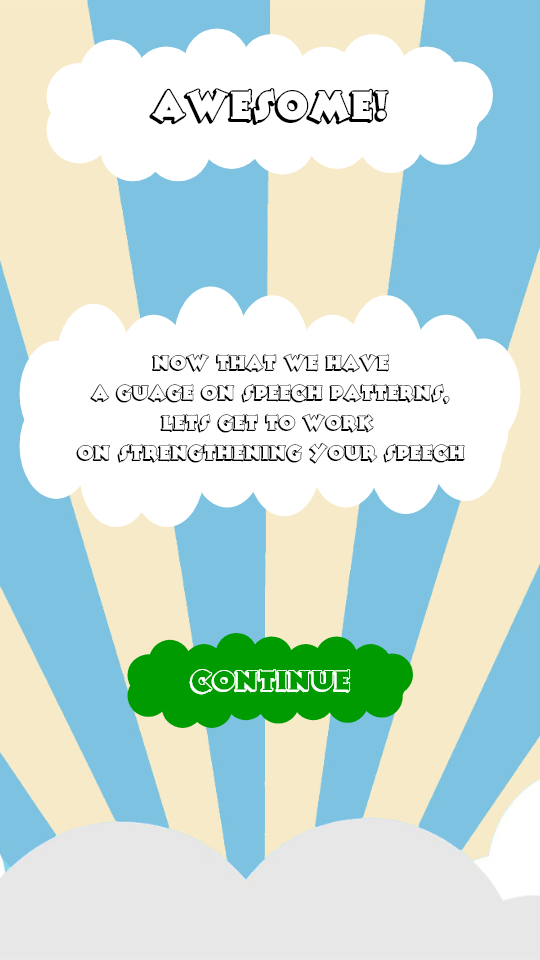 AWESOME!
NOW THAT WE HAVE
A GUAGE ON SPEECH PATTERNS,
LETS GET TO WORK
ON STRENGTHENING YOUR SPEECH
CONTINUE